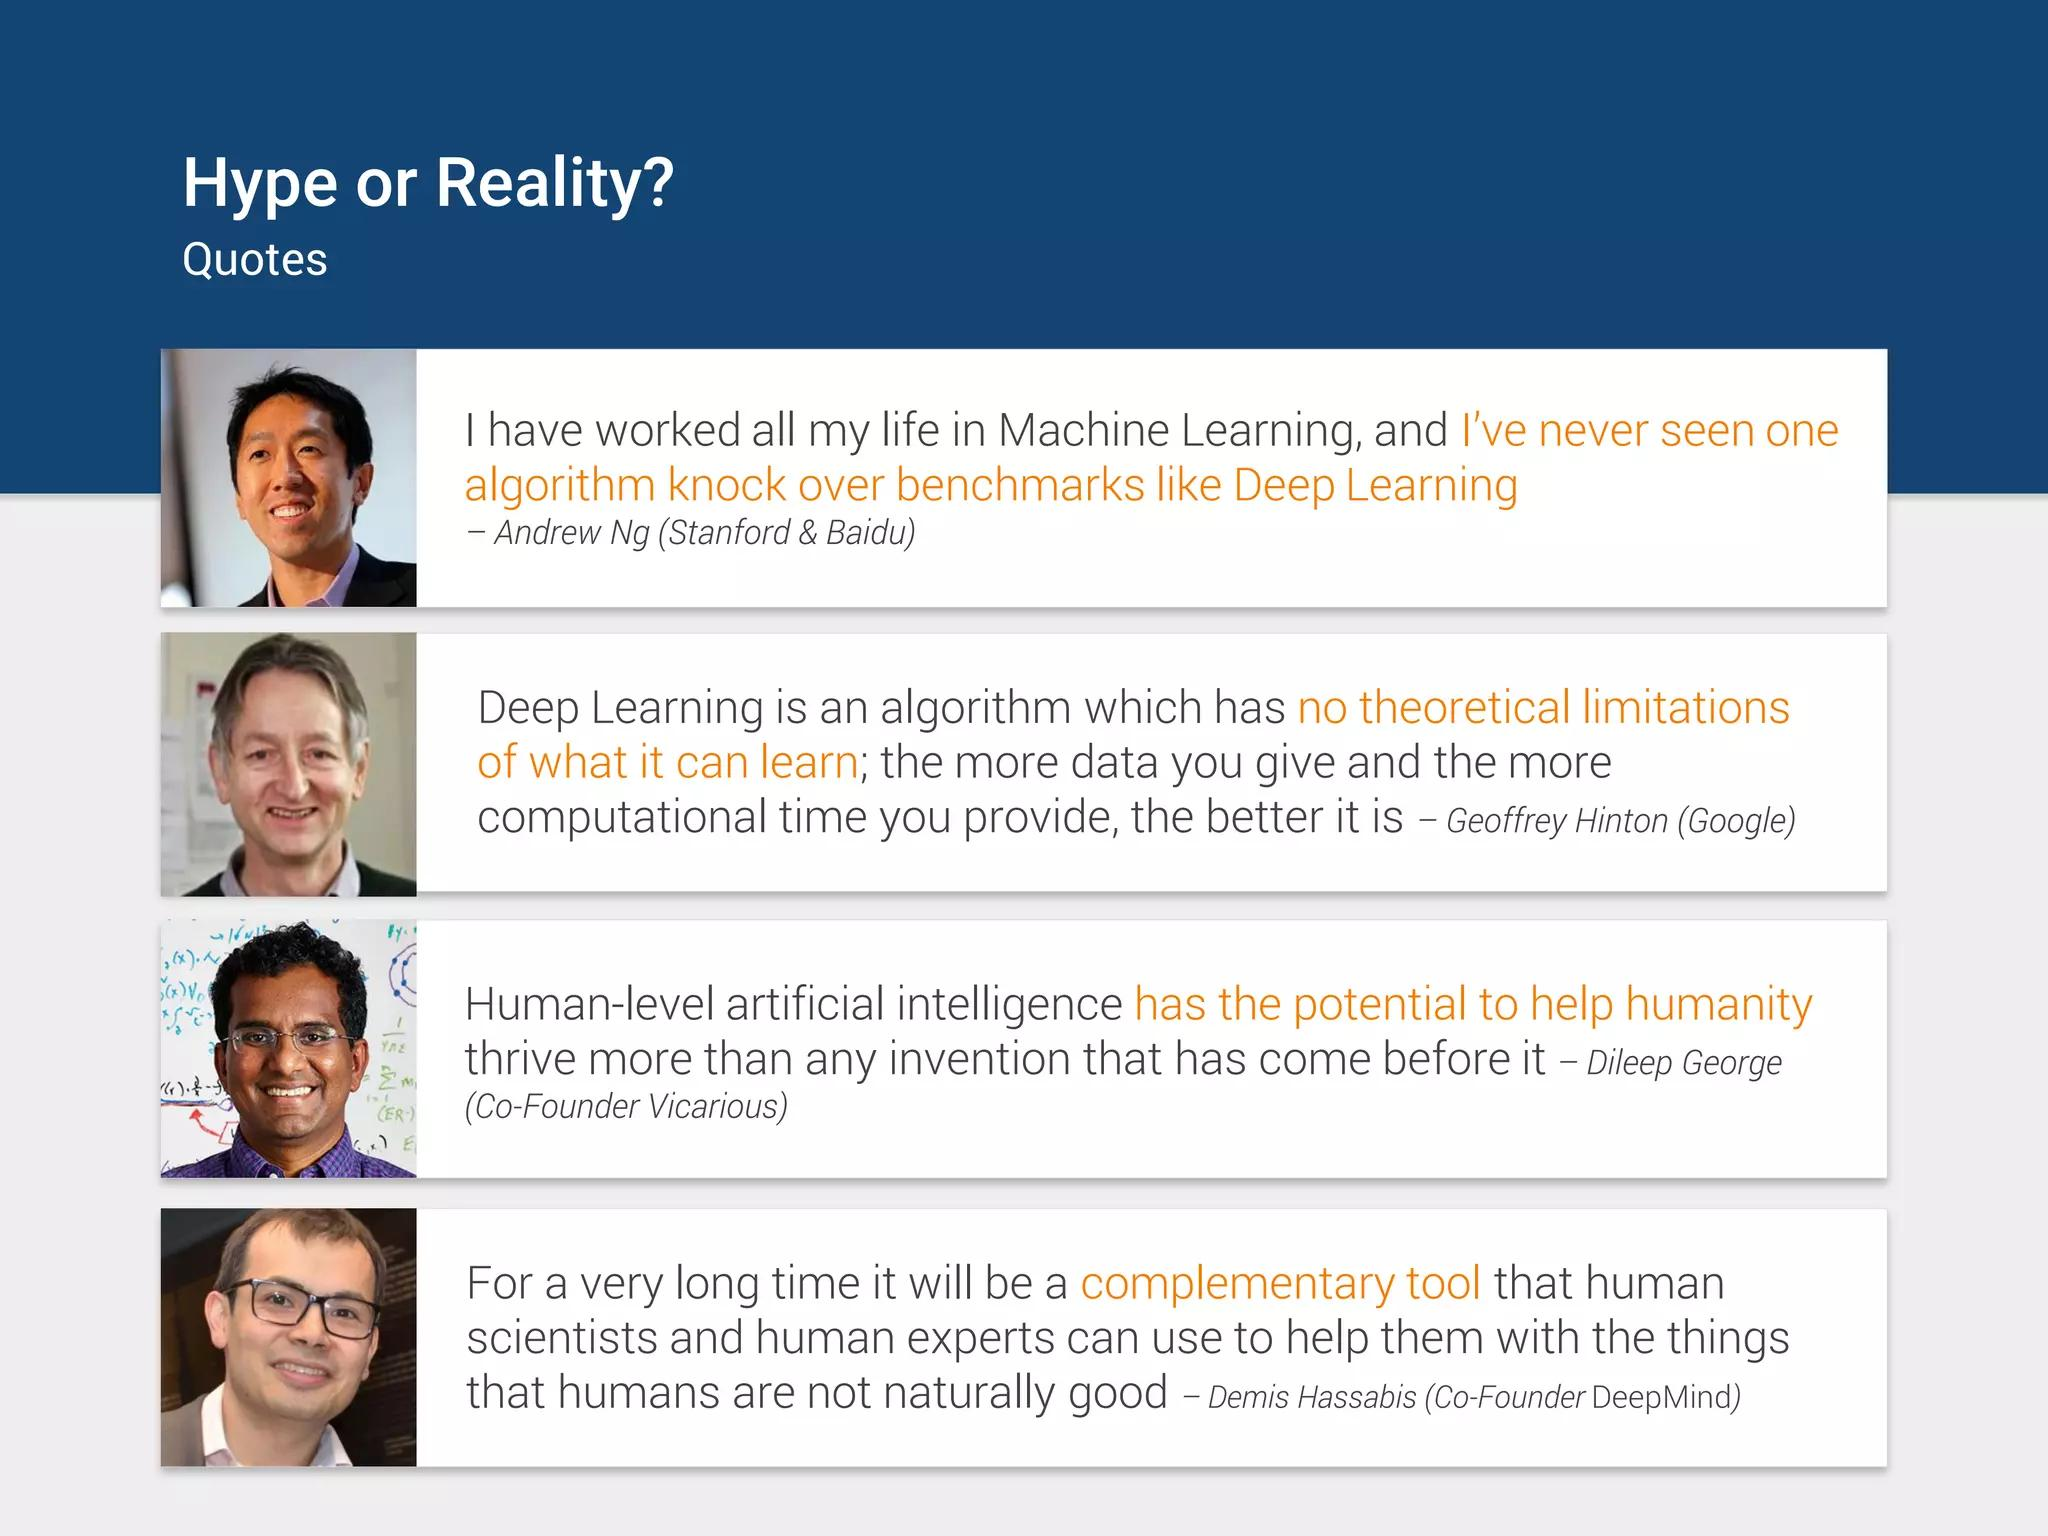 Hype or Reality?
Quotes
I have worked all my life in Machine Learning, and I’ve never seen one
algorithm knock over benchmarks like Deep Learning
– Andrew Ng (Stanford & Baidu)
Deep Learning is an algorithm which has no theoretical limitations
of what it can learn; the more data you give and the more
computational time you provide, the better it is – Geoffrey Hinton (Google)
Human-level artificial intelligence has the potential to help humanity
thrive more than any invention that has come before it – Dileep George
(Co-Founder Vicarious)
For a very long time it will be a complementary tool that human
scientists and human experts can use to help them with the things
that humans are not naturally good – Demis Hassabis (Co-Founder DeepMind)